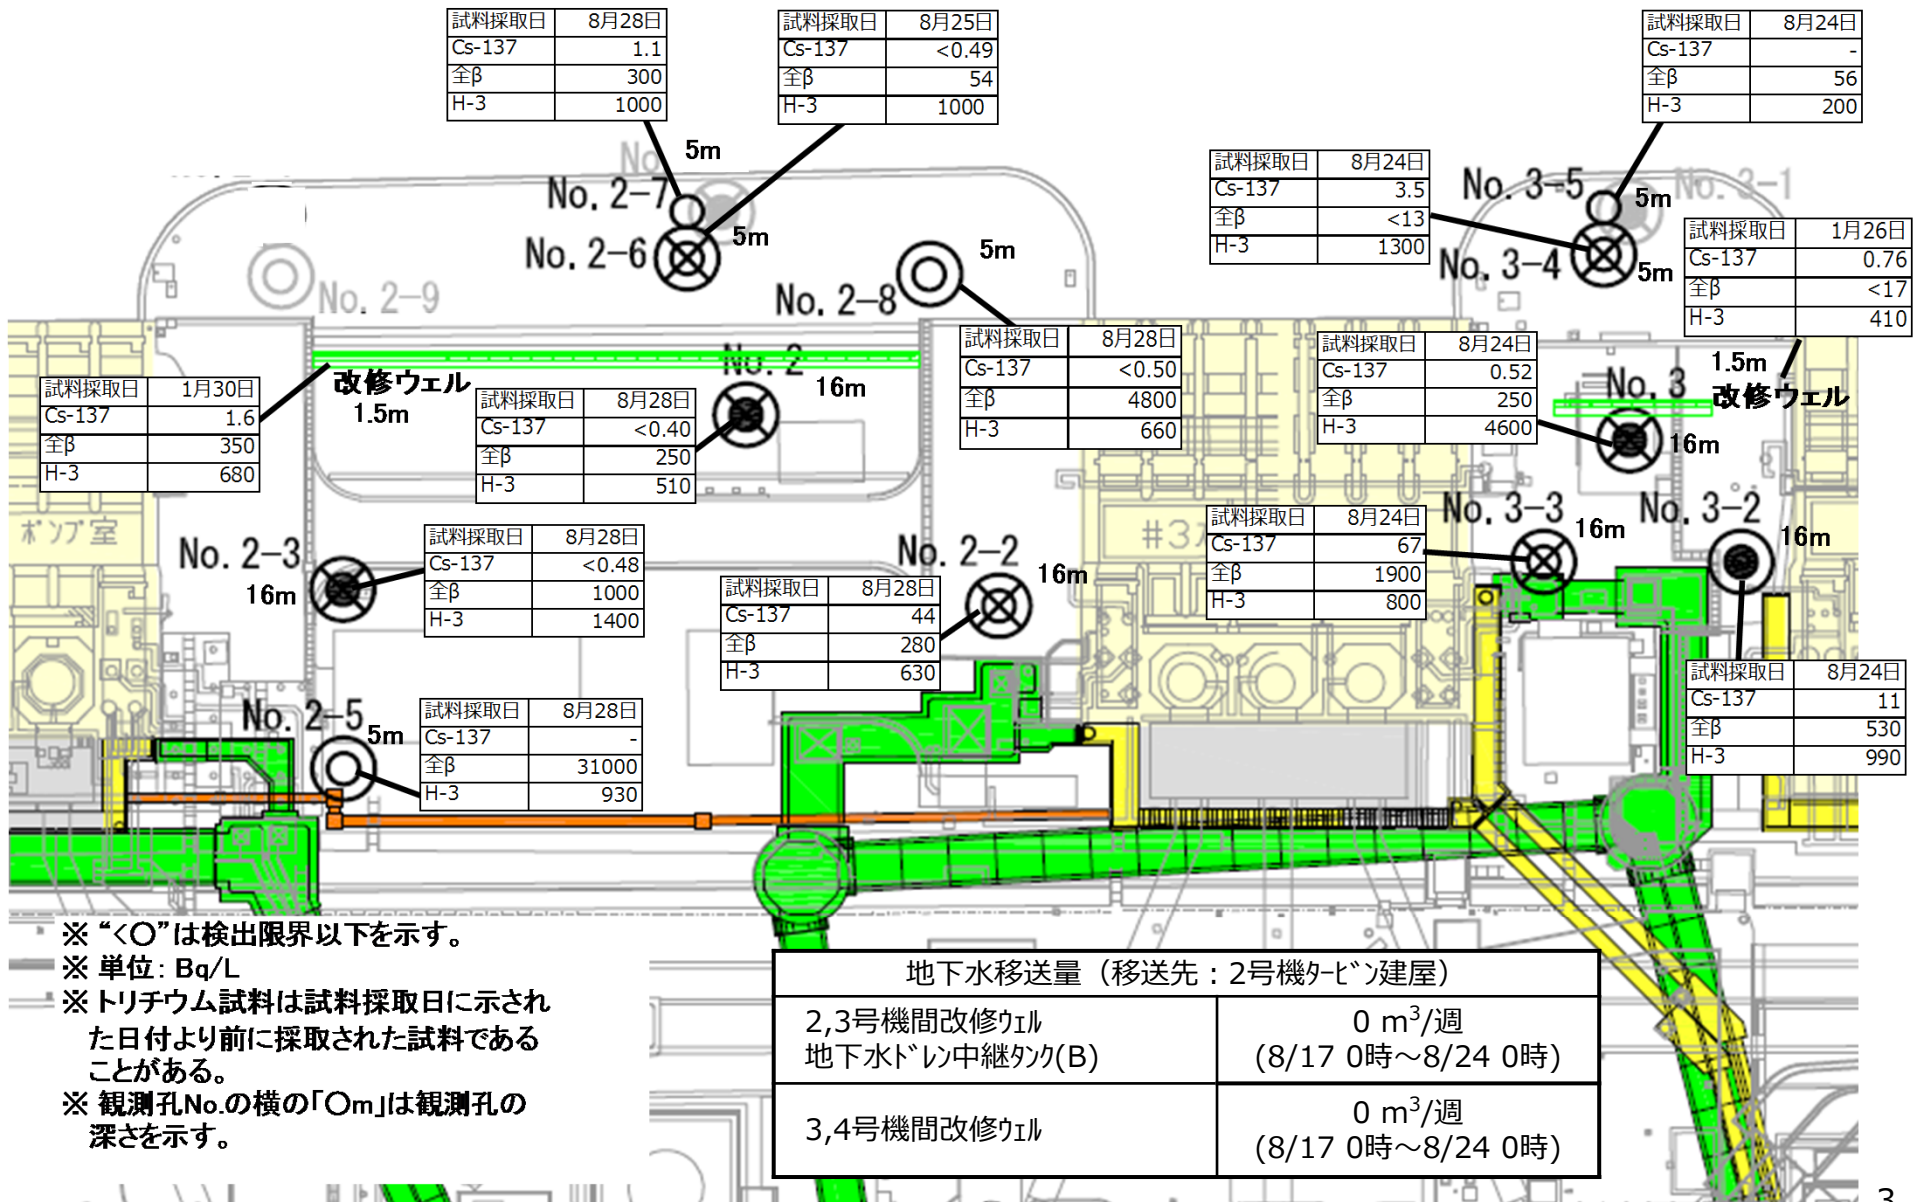 試料採取日 8月28日
Cs-137 1.1
全β 300
H-3 1000
試料採取日 8月25日
Cs-137 <0.49
全β 54
H-3 1000
試料採取日 8月24日
Cs-137 -
全β 56
H-3 200
No. 2-7
5m
No. 2-6
5m
試料採取日 8月24日
Cs-137 3.5
全β <13
H-3 1300
No. 3-5
5m
No. 3-1
No. 3-4
5m
試料採取日 1月26日
Cs-137 0.76
全β <17
H-3 410
1.5m
改修ウェル
No. 2-9
No. 2-8
5m
試料採取日 8月28日
Cs-137 <0.50
全β 4800
H-3 660
試料採取日 8月24日
Cs-137 0.52
全β 250
H-3 4600
No. 3
16m
試料採取日 1月30日
Cs-137 1.6
全β 350
H-3 680
改修ウェル
1.5m
試料採取日 8月28日
Cs-137 <0.40
全β 250
H-3 510
No. 2
16m
ポンプ室
No. 2-3
16m
試料採取日 8月28日
Cs-137 <0.48
全β 1000
H-3 1400
No. 2-2
16m
試料採取日 8月28日
Cs-137 44
全β 280
H-3 630
#3
試料採取日 8月24日
Cs-137 67
全β 1900
H-3 800
No. 3-3
16m
No. 3-2
16m
試料採取日 8月24日
Cs-137 11
全β 530
H-3 990
No. 2-5
5m
試料採取日 8月28日
Cs-137 -
全β 31000
H-3 930
※ “<○”は検出限界以下を示す。
※ 単位: Bq/L
※ トリチウム試料は試料採取日に示され
た日付より前に採取された試料である
ことがある。
※ 観測孔No.の横の「○m」は観測孔の
深さを示す。
地下水移送量（移送先：2号機ﾀｰﾋﾞﾝ建屋）
2,3号機間改修ｳｪﾙ
地下水ﾄﾞﾚﾝ中継ﾀﾝｸ(B)
0 m³/週
(8/17 0時～8/24 0時)
3,4号機間改修ｳｪﾙ
0 m³/週
(8/17 0時～8/24 0時)
3